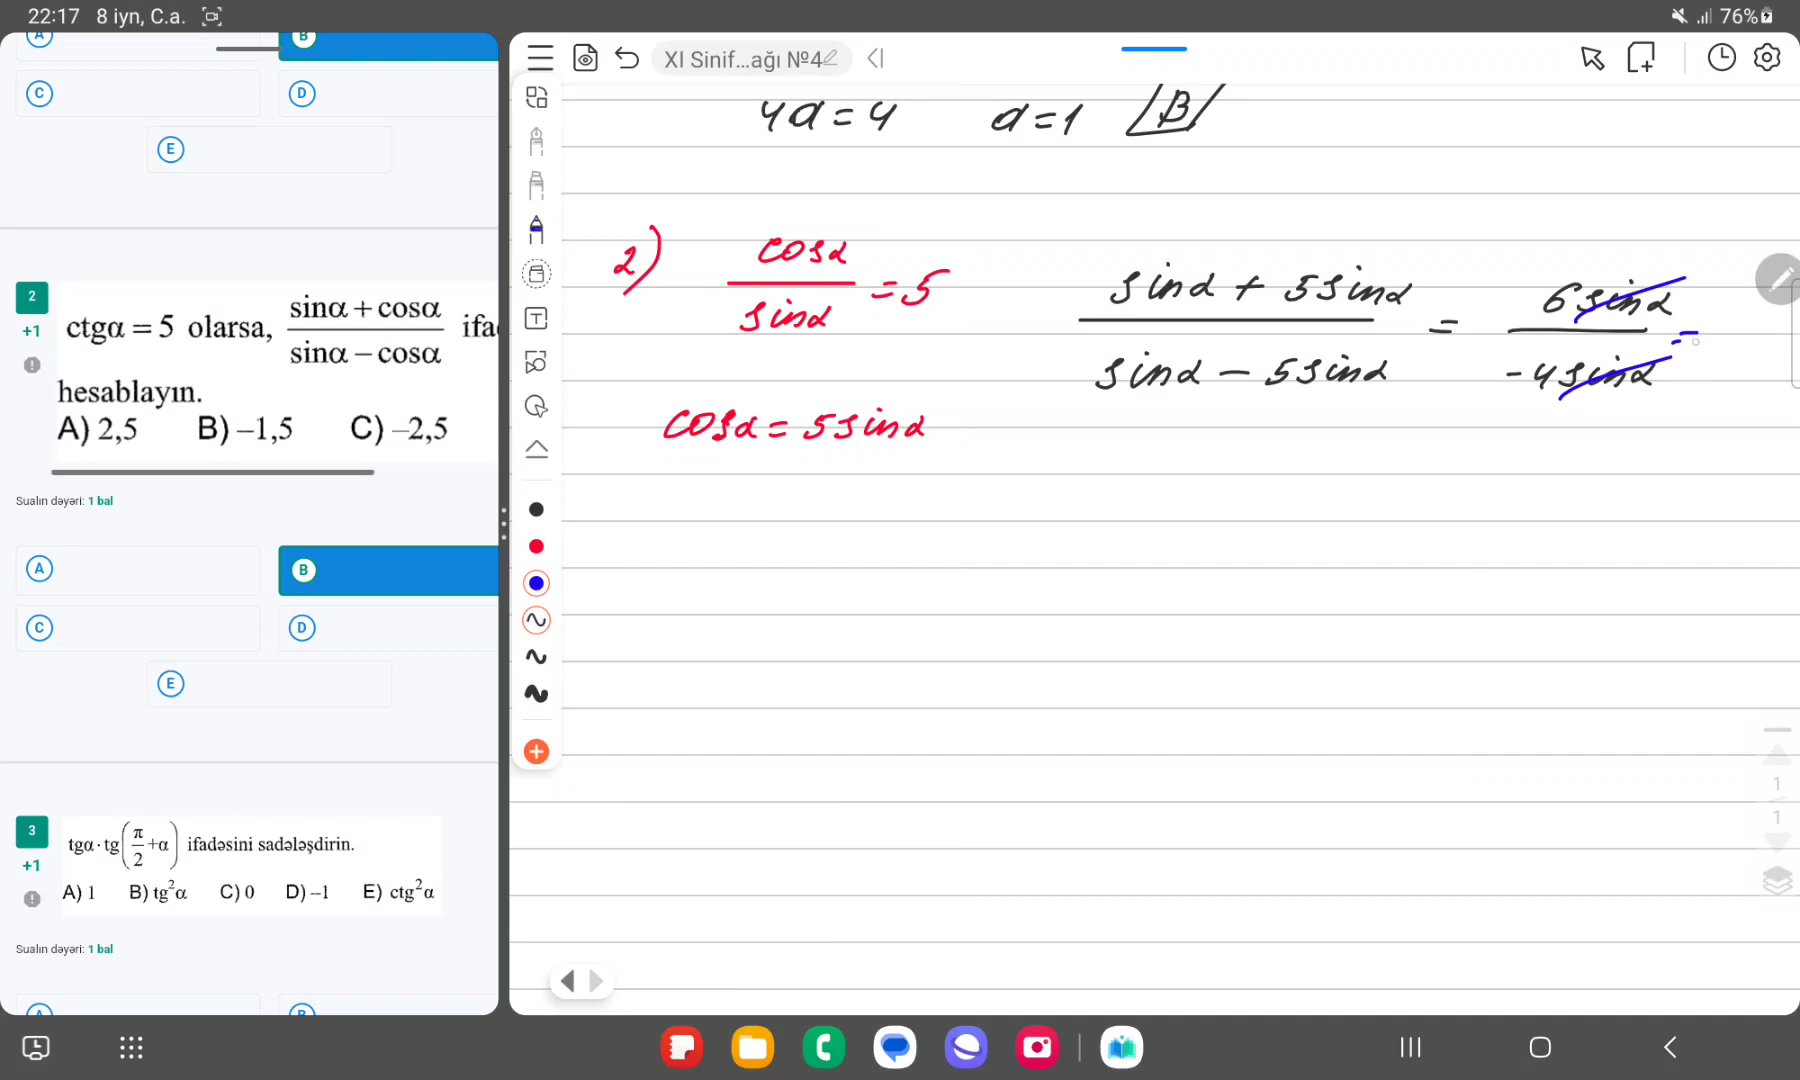 22:17 8 iyn, C.a. 76%
A B
C D
E
2
+1
ctgα = 5 olarsa, sinα + cosα / sinα − cosα ifa
hesablayın.
A) 2,5 B) –1,5 C) –2,5
Sualın dəyəri: 1 bal
A B
C D
E
3
+1
tgα · tg(π/2 +α) ifadəsini sadələşdirin.
A) 1 B) tg²α C) 0 D) –1 E) ctg²α
Sualın dəyəri: 1 bal
A B
XI Sinif...ağı №4
4a = 4 a = 1 B
2) cosα / sinα = 5
sinα + 5sinα / sinα − 5sinα = 6sinα / -4sinα =
cosα = 5sinα
1
1